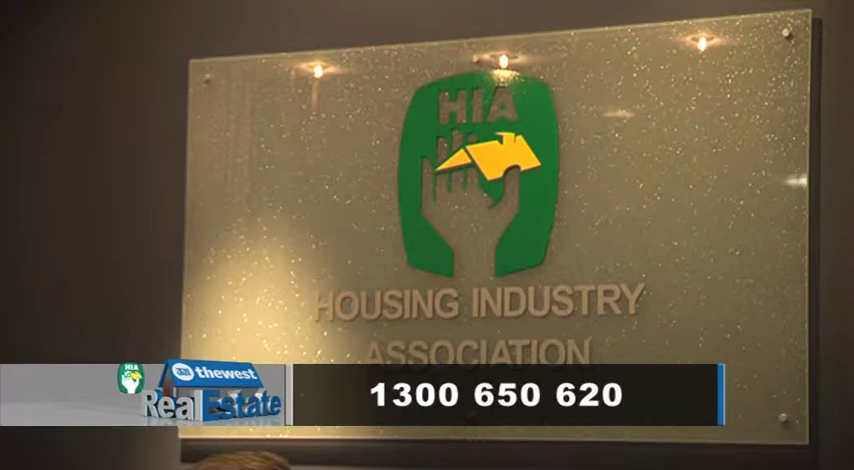 HIA
HOUSING INDUSTRY
ASSOCIATION
HIA
thewest
Real Estate
1300 650 620